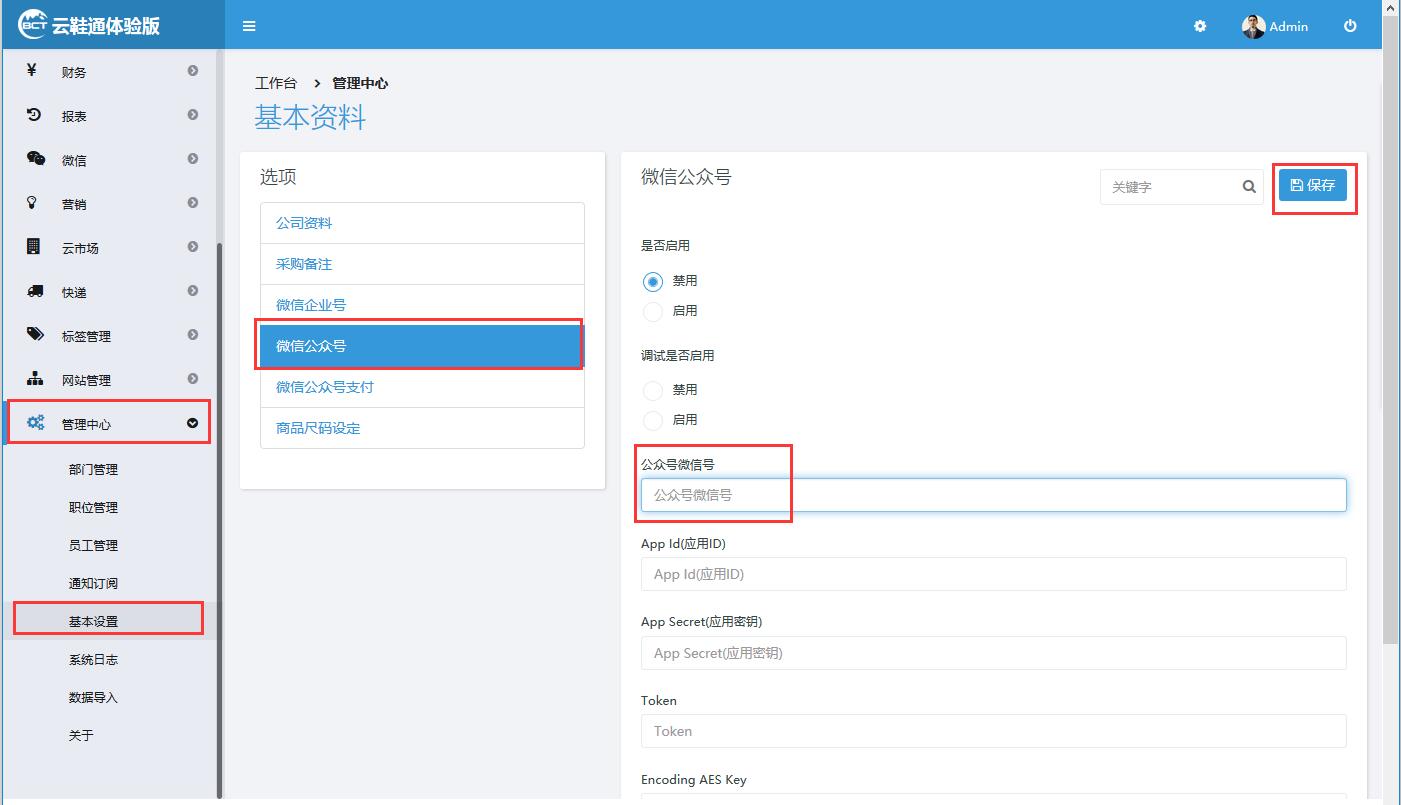 BCT 云鞋通体验版
Admin
¥ 财务
报表
微信
营销
云市场
快递
标签管理
网站管理
管理中心
部门管理
职位管理
员工管理
通知订阅
基本设置
系统日志
数据导入
关于
工作台 > 管理中心
基本资料
选项
公司资料
采购备注
微信企业号
微信公众号
微信公众号支付
商品尺码设定
微信公众号
关键字
保存
是否启用
禁用
启用
调试是否启用
禁用
启用
公众号微信号
公众号微信号
App Id(应用ID)
App Id(应用ID)
App Secret(应用密钥)
App Secret(应用密钥)
Token
Token
Encoding AES Key